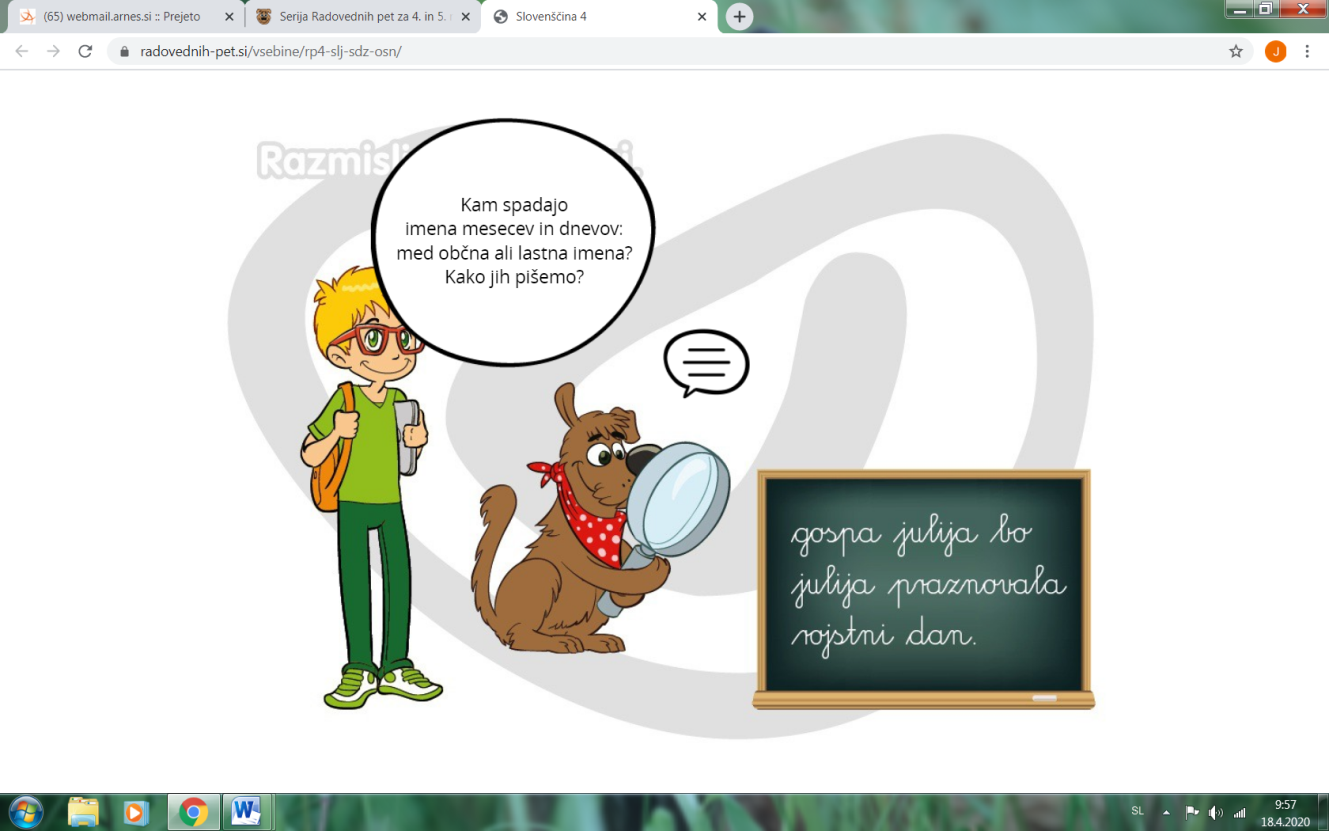 (65) webmail.arnes.si :: Prejeto
Serija Radovednih pet za 4. in 5. r
Slovenščina 4
radovednih-pet.si/vsebine/rp4-slj-sdz-osn/
J
Kam spadajo
imena mesecev in dnevov:
med občna ali lastna imena?
Kako jih pišemo?
gospa julija bo
julija praznovala
rojstni dan.
SL
9:57
18.4.2020